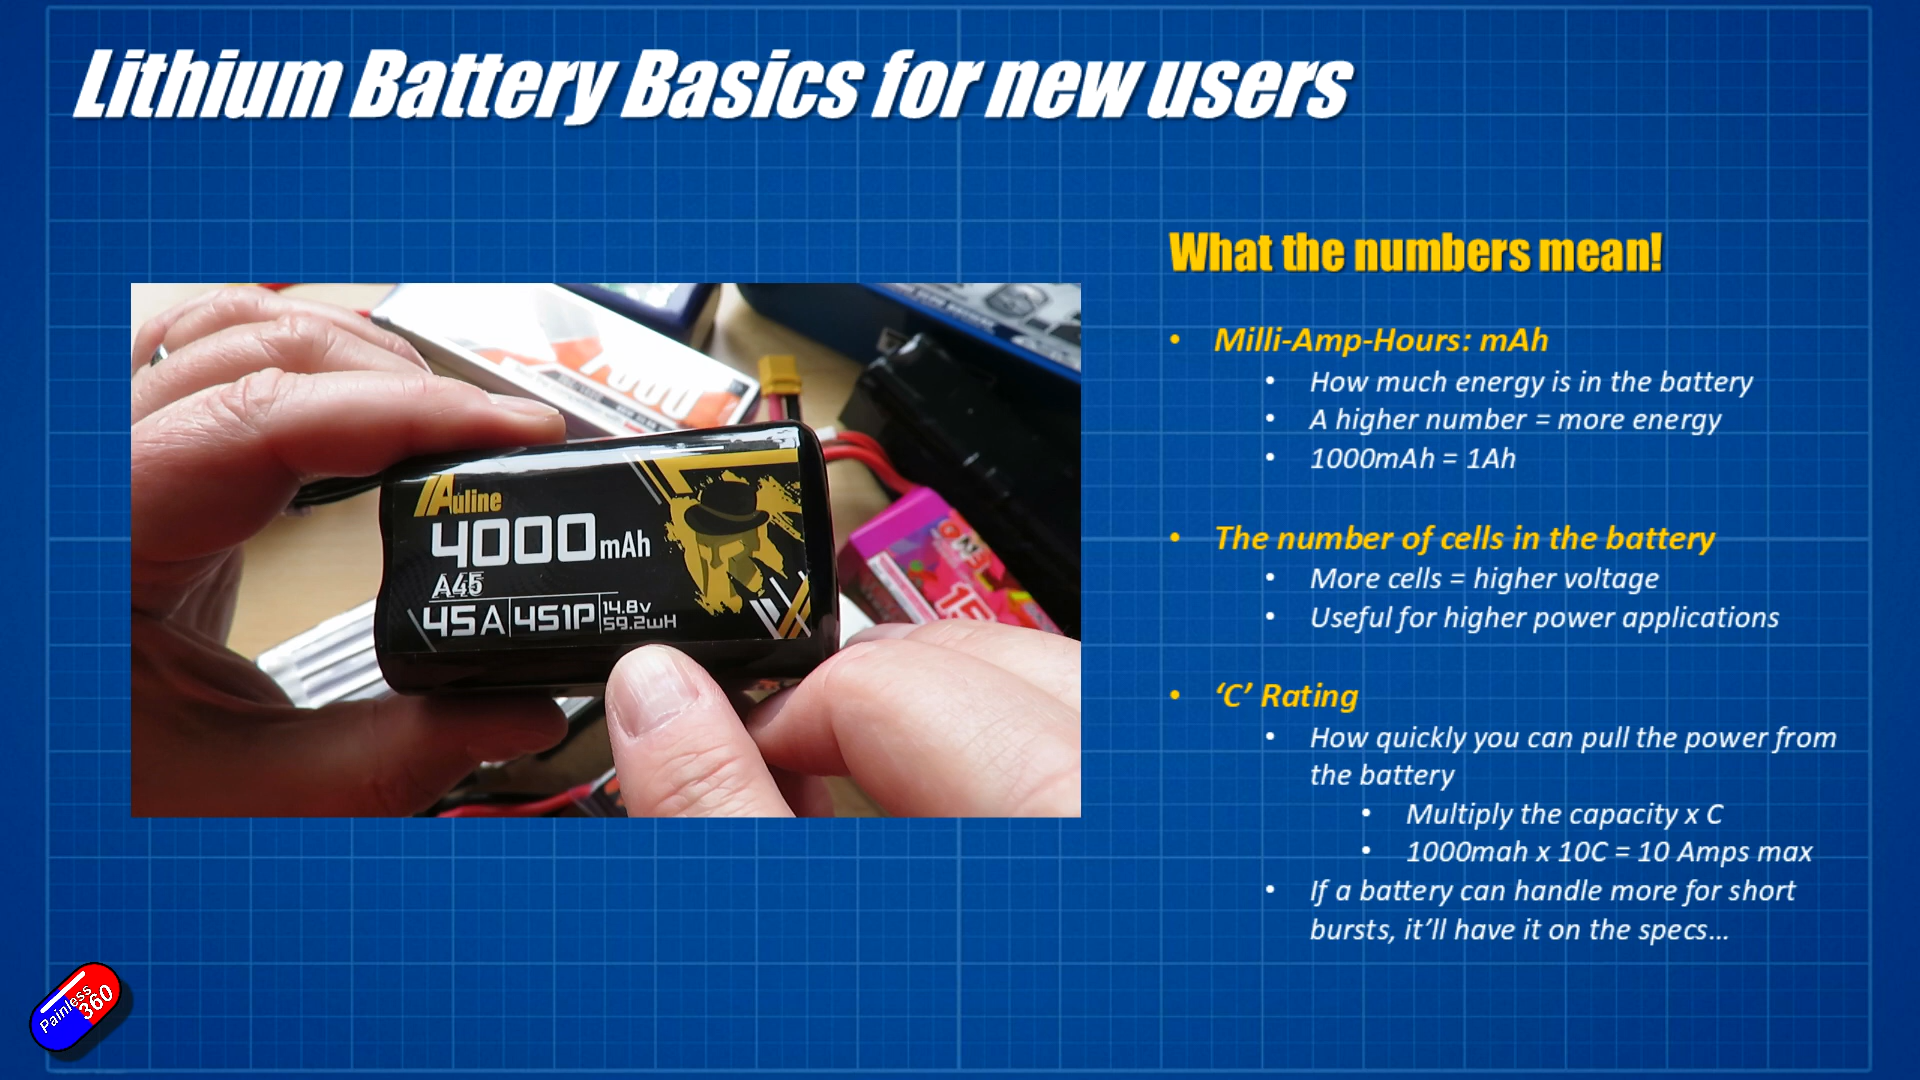 Lithium Battery Basics for new users
What the numbers mean!
• Milli-Amp-Hours: mAh
• How much energy is in the battery
• A higher number = more energy
• 1000mAh = 1Ah
• The number of cells in the battery
• More cells = higher voltage
• Useful for higher power applications
• ‘C’ Rating
• How quickly you can pull the power from
the battery
• Multiply the capacity x C
• 1000mah x 10C = 10 Amps max
• If a battery can handle more for short
bursts, it’ll have it on the specs...
7000
Auline
4000mAh
A45
45A 4S1P 14.8v
59.2wH
15
Painless
360